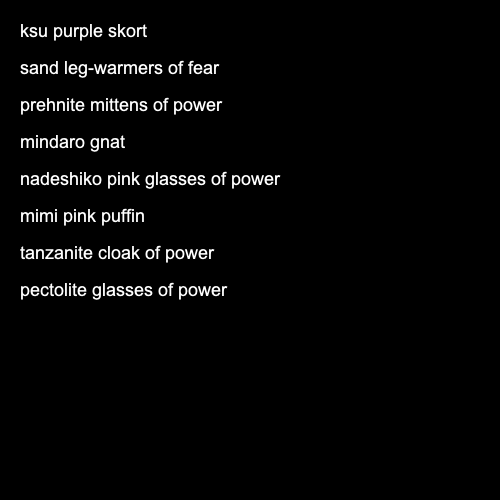 ksu purple skort
sand leg-warmers of fear
prehnite mittens of power
mindaro gnat
nadeshiko pink glasses of power
mimi pink puffin
tanzanite cloak of power
pectolite glasses of power